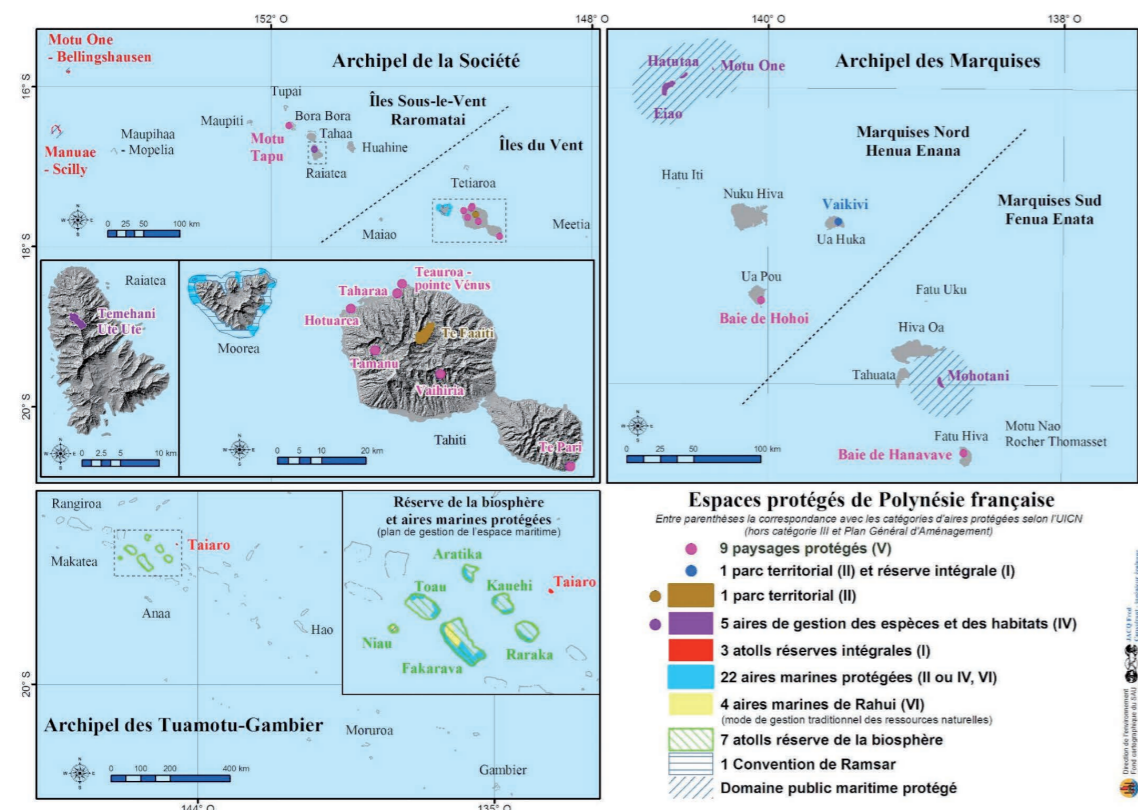 152° O
148° O
Motu One
- Bellingshausen
Archipel de la Société
16° S
Tupai
Îles Sous-le-Vent
Raromatai
Maupiti
Bora Bora
Motu
Tapu
Tahaa
Maupihaa
- Mopelia
Huahine
Îles du Vent
Manuae
- Scilly
Raiatea
Tetiaroa
0 25 50 100 km
Maiao
Meetia
18° S
Raiatea
Temehani
Ute Ute
0 2.5 5 10 km
Moorea
0 5 10 20 km
Teauroa -
pointe Vénus
Taharaa
Hotuarea
Te Faaiti
Tamanu
Vaihiria
Tahiti
Te Pari
20° S
140° O
138° O
Hatutaa
Motu One
Eiao
Archipel des Marquises
Marquises Nord
Henua Enana
Hatu Iti
Marquises Sud
Fenua Enata
Nuku Hiva
Vaikivi
Ua Huka
Ua Pou
Baie de Hohoi
Fatu Uku
Hiva Oa
Tahuata
Mohotani
Motu Nao
Rocher Thomasset
Fatu Hiva
Baie de Hanavave
0 25 50 100 km
Rangiroa
Taiaro
Makatea
Anaa
Hao
Réserve de la biosphère
et aires marines protégées
(plan de gestion de l'espace maritime)
Aratika
Taiaro
Toau
Kauehi
Niau
Raraka
Fakarava
20° S
Archipel des Tuamotu-Gambier
Moruroa
Gambier
0 100 200 400 km
144° O
135° O
Espaces protégés de Polynésie française
Entre parenthèses la correspondance avec les catégories d'aires protégées selon l'UICN
(hors catégorie III et Plan Général d'Aménagement)
9 paysages protégés (V)
1 parc territorial (II) et réserve intégrale (I)
1 parc territorial (II)
5 aires de gestion des espèces et des habitats (IV)
3 atolls réserves intégrales (I)
22 aires marines protégées (II ou IV, VI)
4 aires marines de Rahui (VI)
(mode de gestion traditionnel des ressources naturelles)
7 atolls réserve de la biosphère
1 Convention de Ramsar
Domaine public maritime protégé
Direction de l'environnement
Fond cartographique du SAU